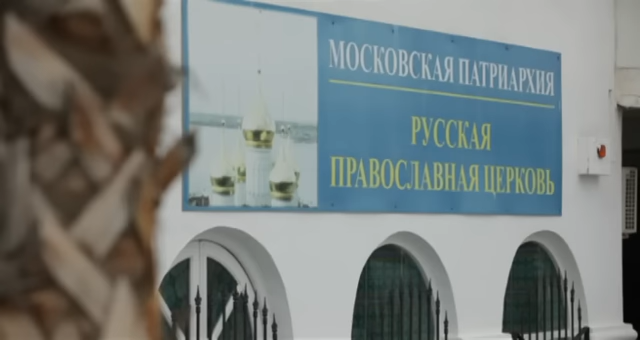 МОСКОВСКАЯ ПАТРИАРХИЯ
РУССКАЯ
ПРАВОСЛАВНАЯ ЦЕРКОВЬ